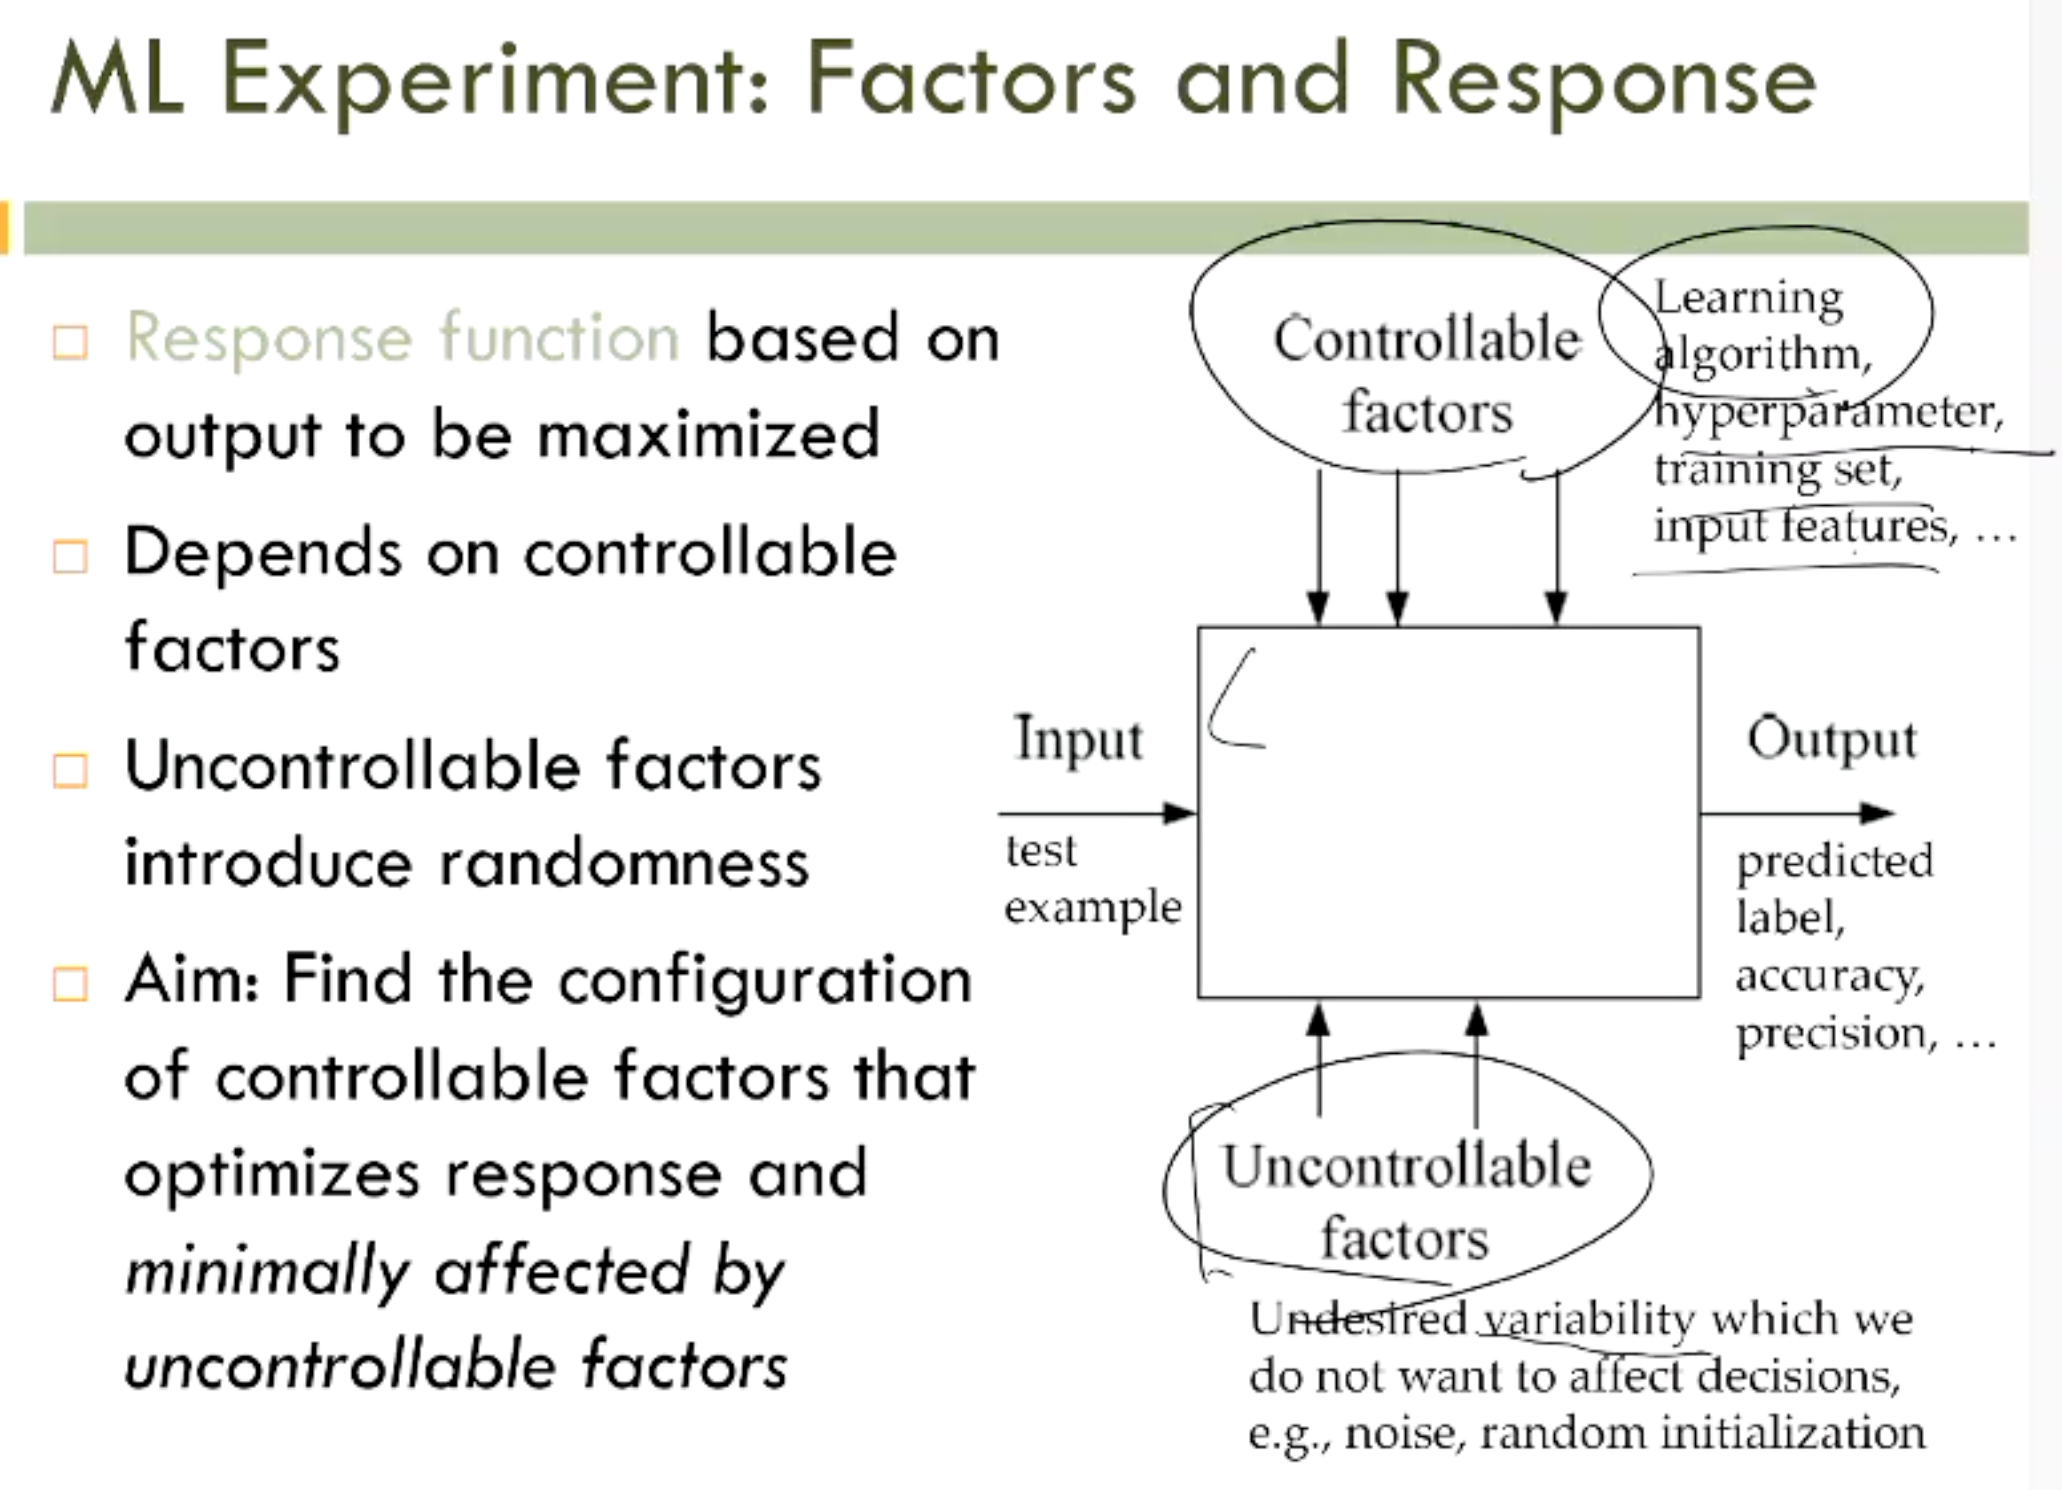 ML Experiment: Factors and Response
Response function based on
output to be maximized
Depends on controllable
factors
Uncontrollable factors
introduce randomness
Aim: Find the configuration
of controllable factors that
optimizes response and
minimally affected by
uncontrollable factors
Controllable
factors
Learning
algorithm,
hyperparameter,
training set,
input features, ...
Input
test
example
Output
predicted
label,
accuracy,
precision, ...
Uncontrollable
factors
Undesired variability which we
do not want to affect decisions,
e.g., noise, random initialization